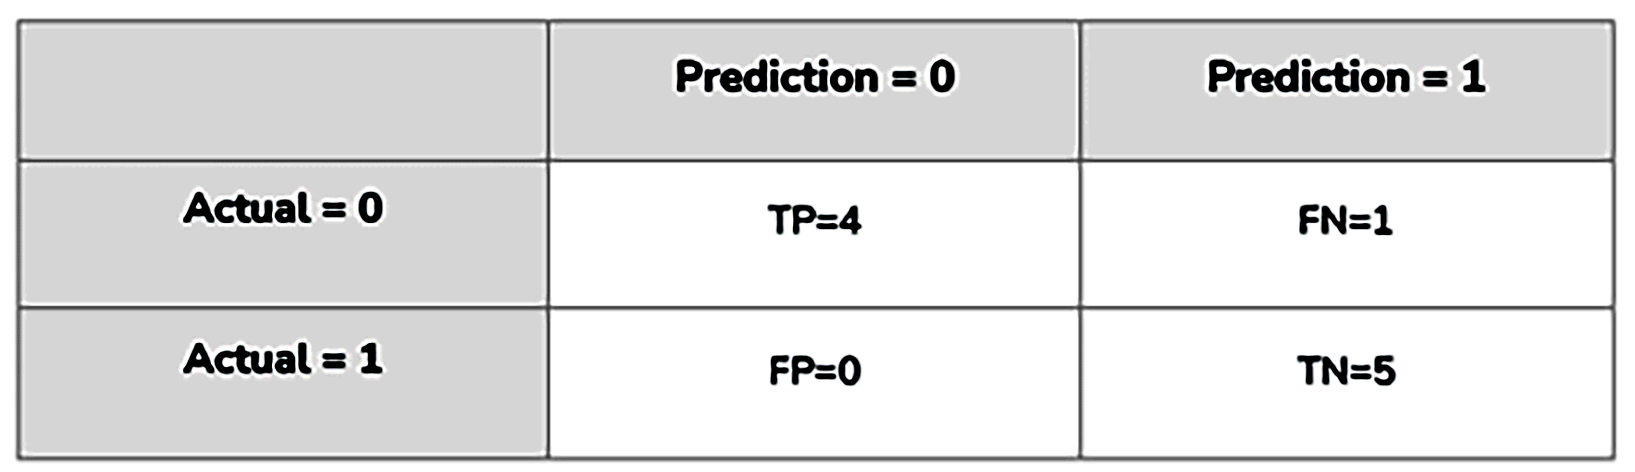 Prediction = 0
Prediction = 1
Actual = 0
TP=4
FN=1
Actual = 1
FP=0
TN=5